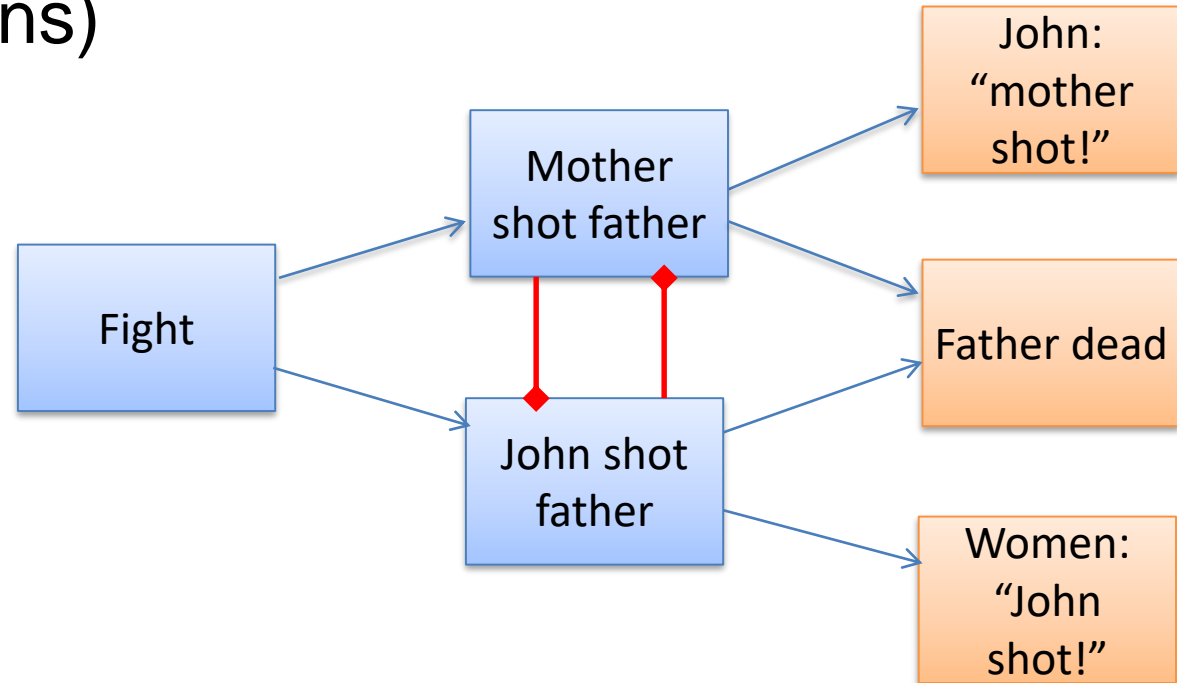 ns)
John:
“mother
shot!”
Mother
shot father
Fight
Father dead
John shot
father
Women:
“John
shot!”